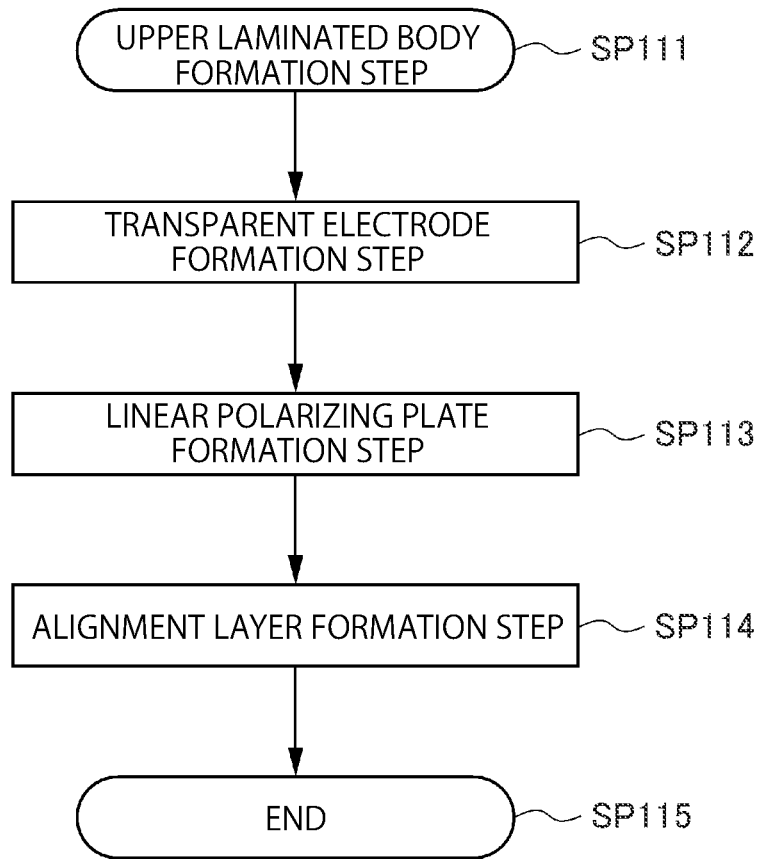 UPPER LAMINATED BODY
FORMATION STEP
SP111
TRANSPARENT ELECTRODE
FORMATION STEP
SP112
LINEAR POLARIZING PLATE
FORMATION STEP
SP113
ALIGNMENT LAYER FORMATION STEP
SP114
END
SP115